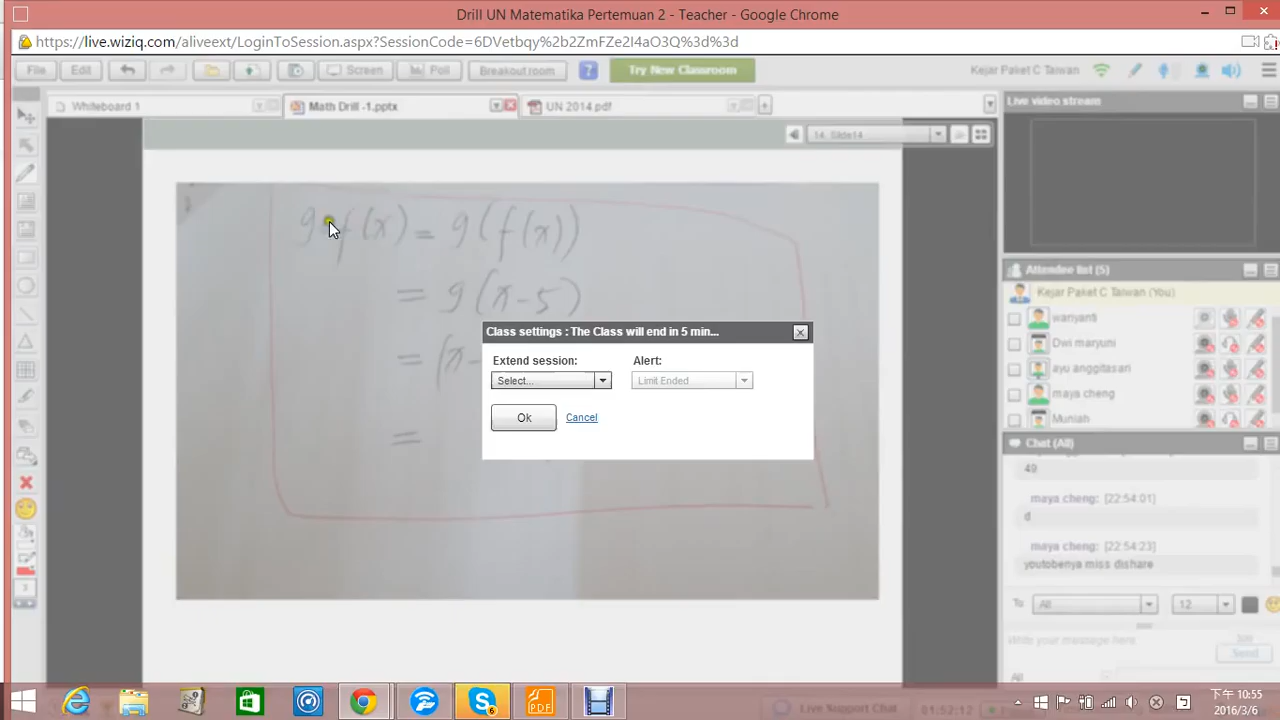 Drill UN Matematika Pertemuan 2 - Teacher - Google Chrome
https://live.wiziq.com/aliveext/LoginToSession.aspx?SessionCode=6DVetbqy%2b2ZmFZe2I4aO3Q%3d%3d
File Edit Screen Poll Breakout room ? Try New Classroom Kejar Paket C Taiwan
Whiteboard 1 Math Drill -1.pptx UN 2014 pdf
Live video stream
14. Slide14
g∘f(x) = g(f(x))
= g(x-5)
= (x-
=
Class settings : The Class will end in 5 min...
Extend session: Alert:
Select... Limit Ended
Ok Cancel
Attendee list (5)
Kejar Paket C Taiwan (You)
wariyanti
Dwi maryuni
ayu anggitasari
maya cheng
Muniah
Chat (All)
49
maya cheng: [22:54:01]
d
maya cheng: [22:54:23]
youtobenya miss dishare
To All 12
Write your message here
Send
All
Live Support Chat 01:52:12
下午 10:55
2016/3/6